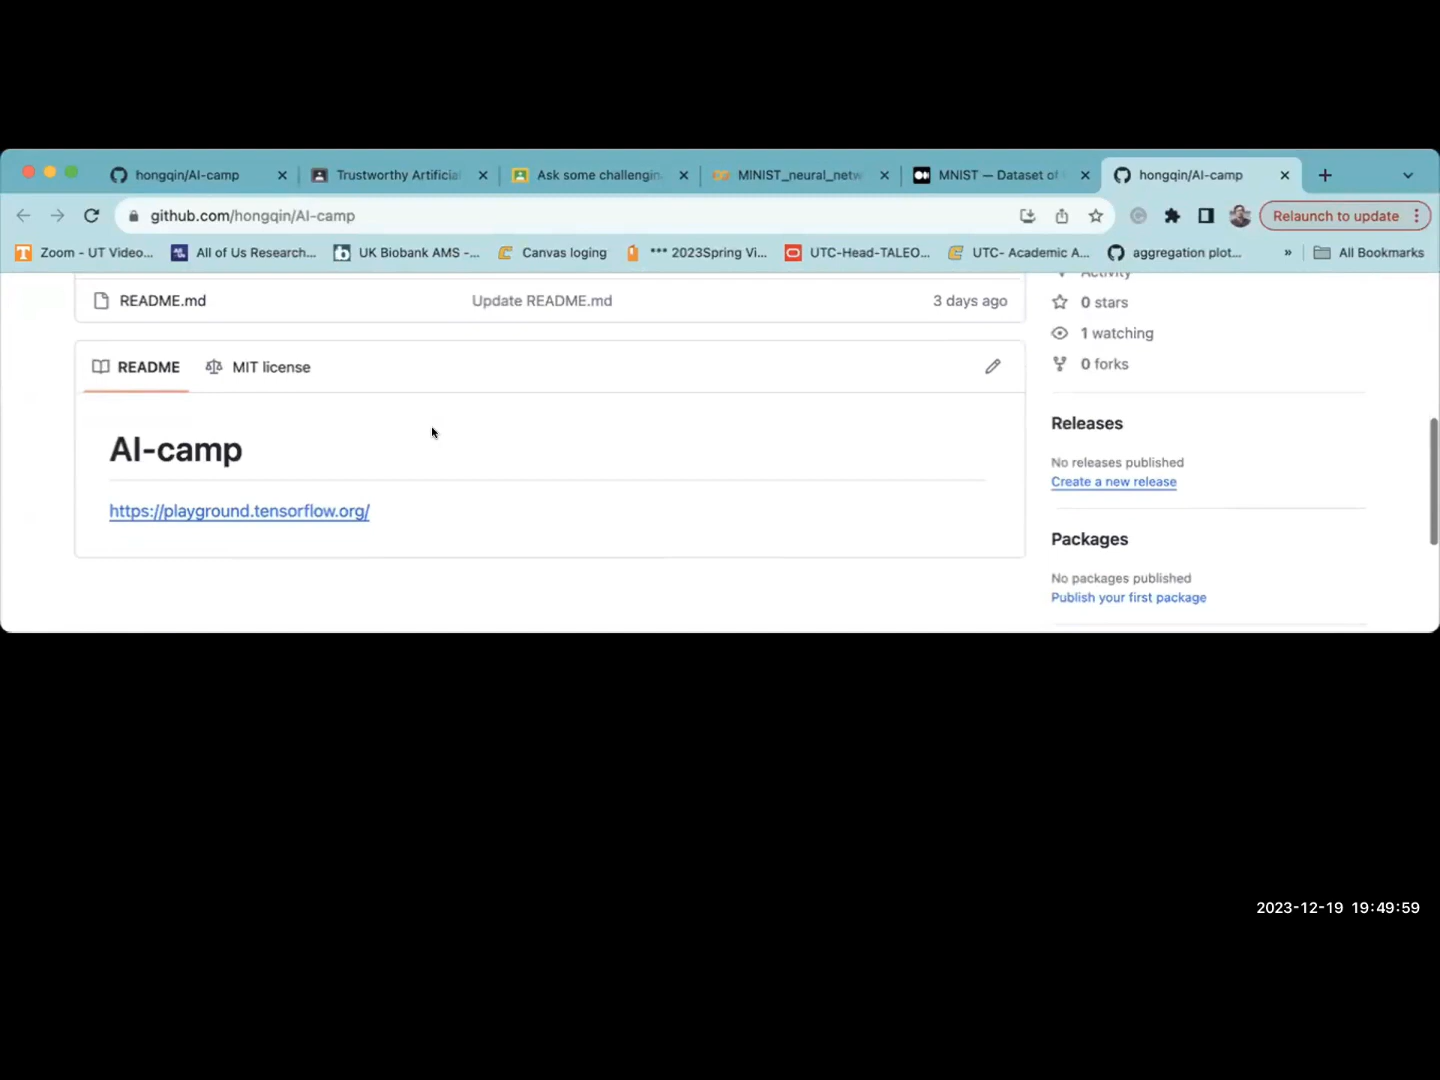 hongqin/AI-camp
Trustworthy Artificia
Ask some challengin
MINIST_neural_netw
MNIST — Dataset of
hongqin/AI-camp
github.com/hongqin/AI-camp
Relaunch to update
Zoom - UT Video...
All of Us Research...
UK Biobank AMS -...
Canvas loging
*** 2023Spring Vi...
UTC-Head-TALEO...
UTC- Academic A...
aggregation plot...
»
All Bookmarks
README.md
Update README.md
3 days ago
Activity
0 stars
1 watching
0 forks
README
MIT license
AI-camp
https://playground.tensorflow.org/
Releases
No releases published
Create a new release
Packages
No packages published
Publish your first package
2023-12-19 19:49:59